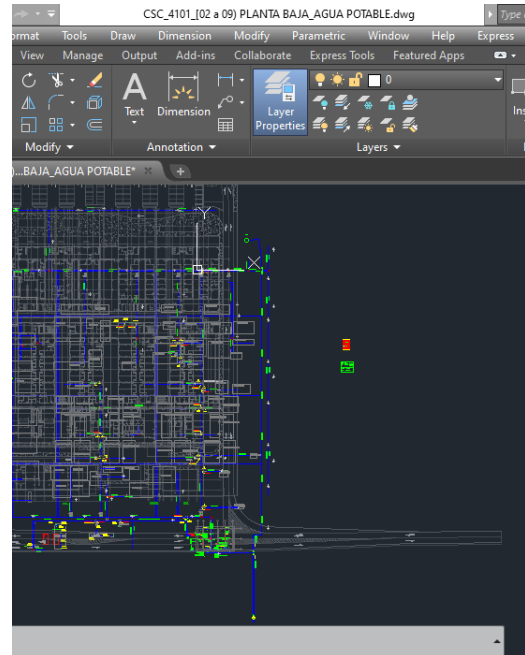 CSC_4101_[02 a 09) PLANTA BAJA_AGUA POTABLE.dwg
Type
ormat Tools Draw Dimension Modify Parametric Window Help Express
View Manage Output Add-ins Collaborate Express Tools Featured Apps
0
A
Text Dimension
Layer
Properties
Ins
Modify Annotation Layers
)...BAJA_AGUA POTABLE*
Y
X